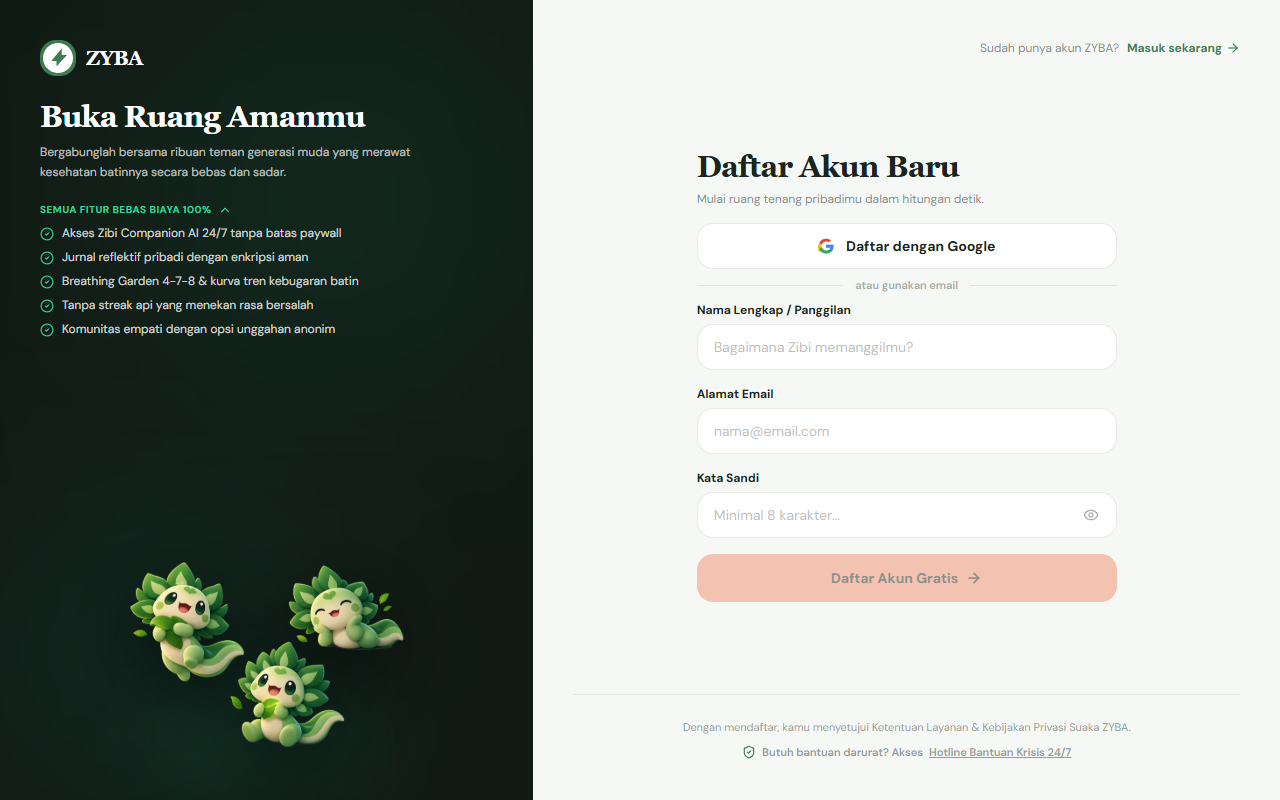 ZYBA
Buka Ruang Amanmu
Bergabunglah bersama ribuan teman generasi muda yang merawat
kesehatan batinnya secara bebas dan sadar.
SEMUA FITUR BEBAS BIAYA 100%
Akses Zibi Companion AI 24/7 tanpa batas paywall
Jurnal reflektif pribadi dengan enkripsi aman
Breathing Garden 4-7-8 & kurva tren kebugaran batin
Tanpa streak api yang menekan rasa bersalah
Komunitas empati dengan opsi unggahan anonim
Sudah punya akun ZYBA? Masuk sekarang →
Daftar Akun Baru
Mulai ruang tenang pribadimu dalam hitungan detik.
Daftar dengan Google
atau gunakan email
Nama Lengkap / Panggilan
Bagaimana Zibi memanggilmu?
Alamat Email
nama@email.com
Kata Sandi
Minimal 8 karakter...
Daftar Akun Gratis →
Dengan mendaftar, kamu menyetujui Ketentuan Layanan & Kebijakan Privasi Suaka ZYBA.
Butuh bantuan darurat? Akses Hotline Bantuan Krisis 24/7